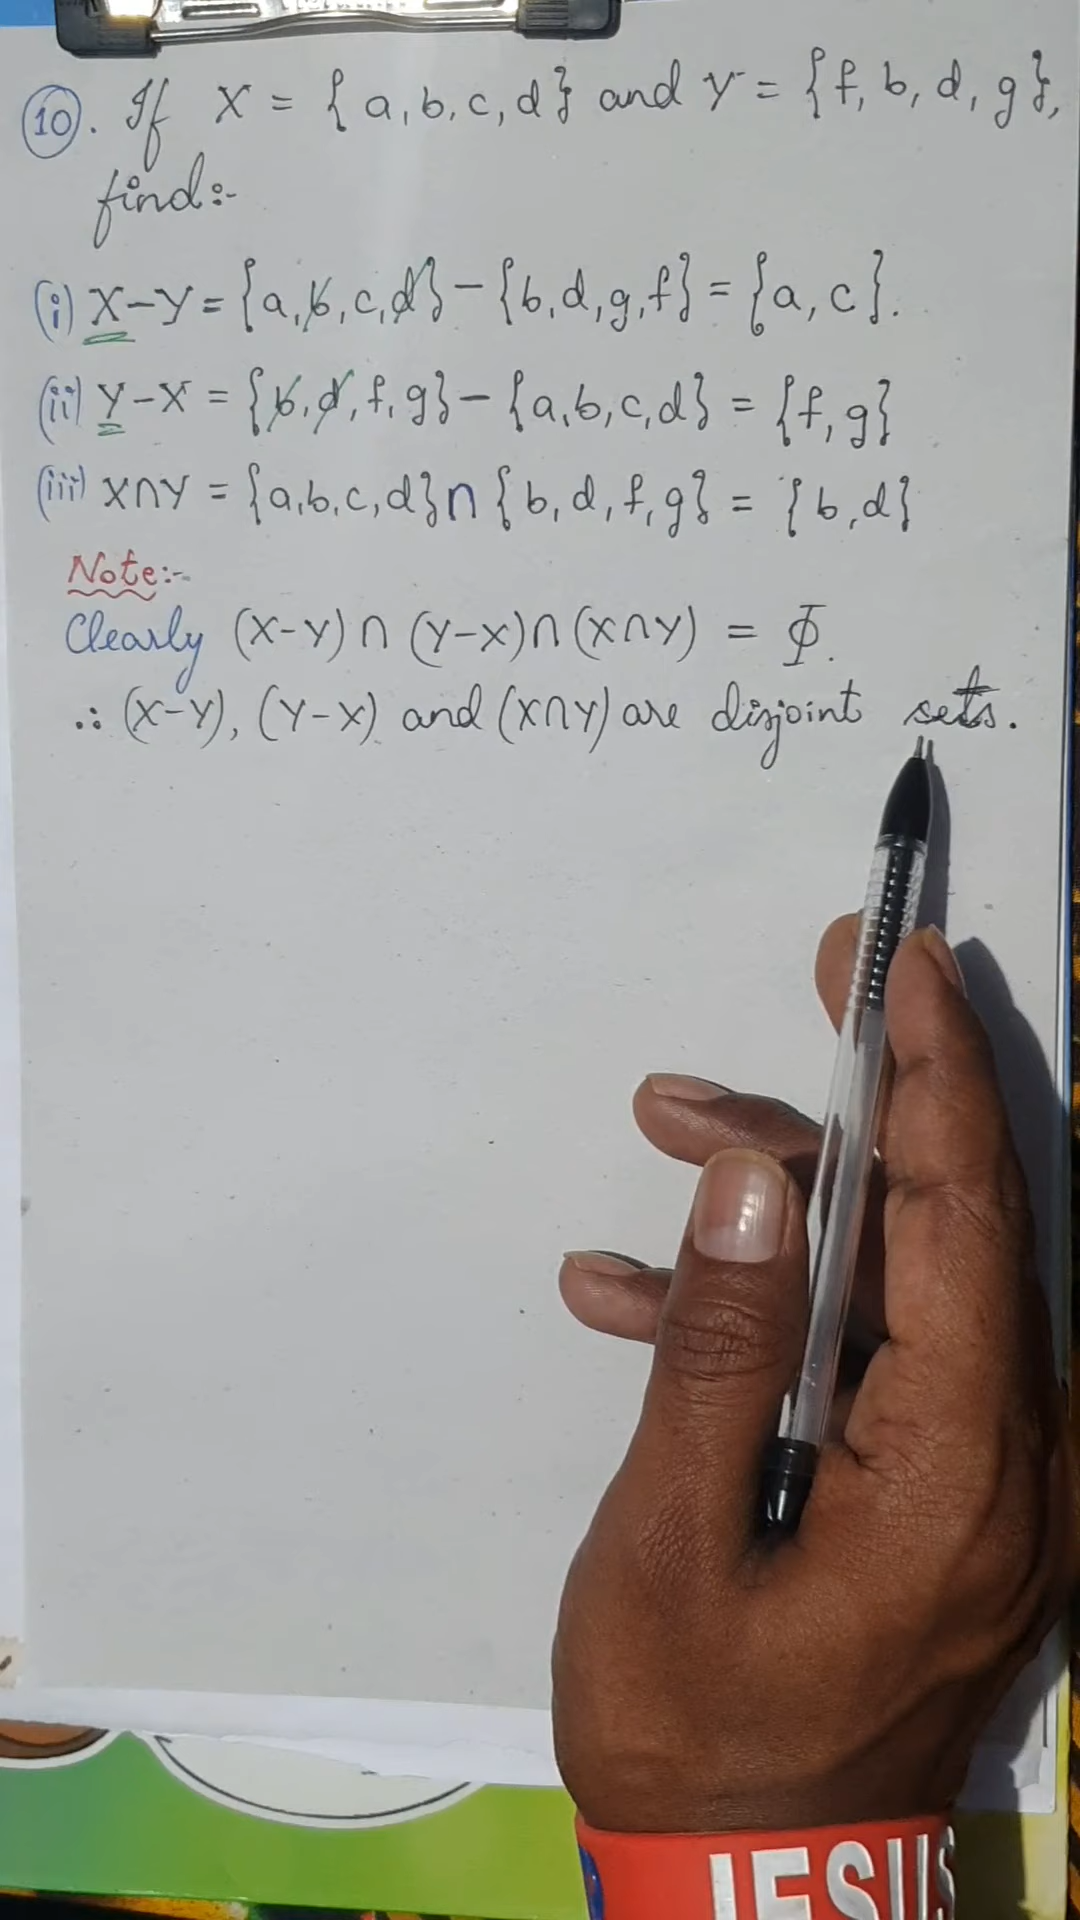 10. If X = {a, b, c, d} and Y = {f, b, d, g},
find:-
(i) X-Y = {a, b, c, d} - {b, d, g, f} = {a, c}.
(ii) Y-X = {b, d, f, g} - {a, b, c, d} = {f, g}
(iii) X∩Y = {a, b, c, d} ∩ {b, d, f, g} = {b, d}
Note:-
Clearly (X-Y) ∩ (Y-X) ∩ (X∩Y) = Φ.
∴ (X-Y), (Y-X) and (X∩Y) are disjoint sets.
JESUS